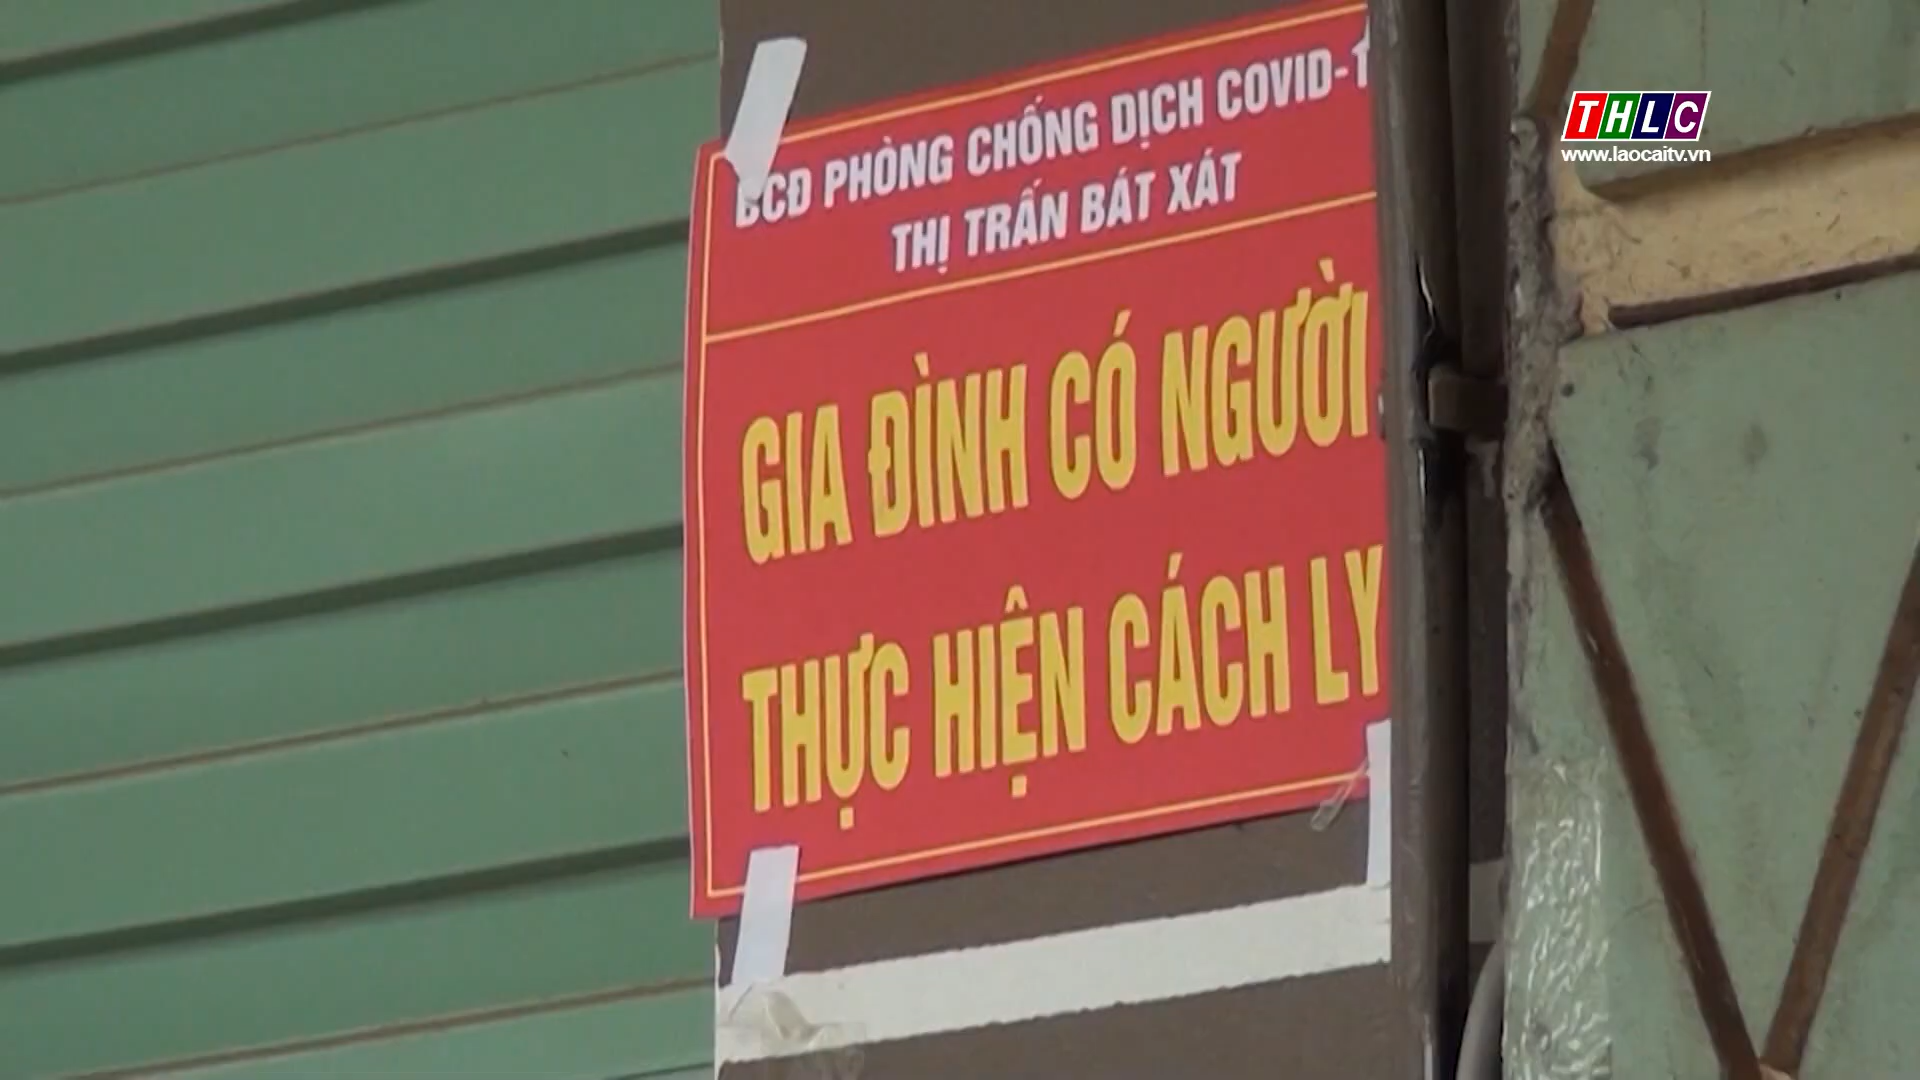 BCĐ PHÒNG CHỐNG DỊCH COVID-1
THỊ TRẤN BÁT XÁT
GIA ĐÌNH CÓ NGƯỜI
THỰC HIỆN CÁCH LY
THLC
www.laocaitv.vn